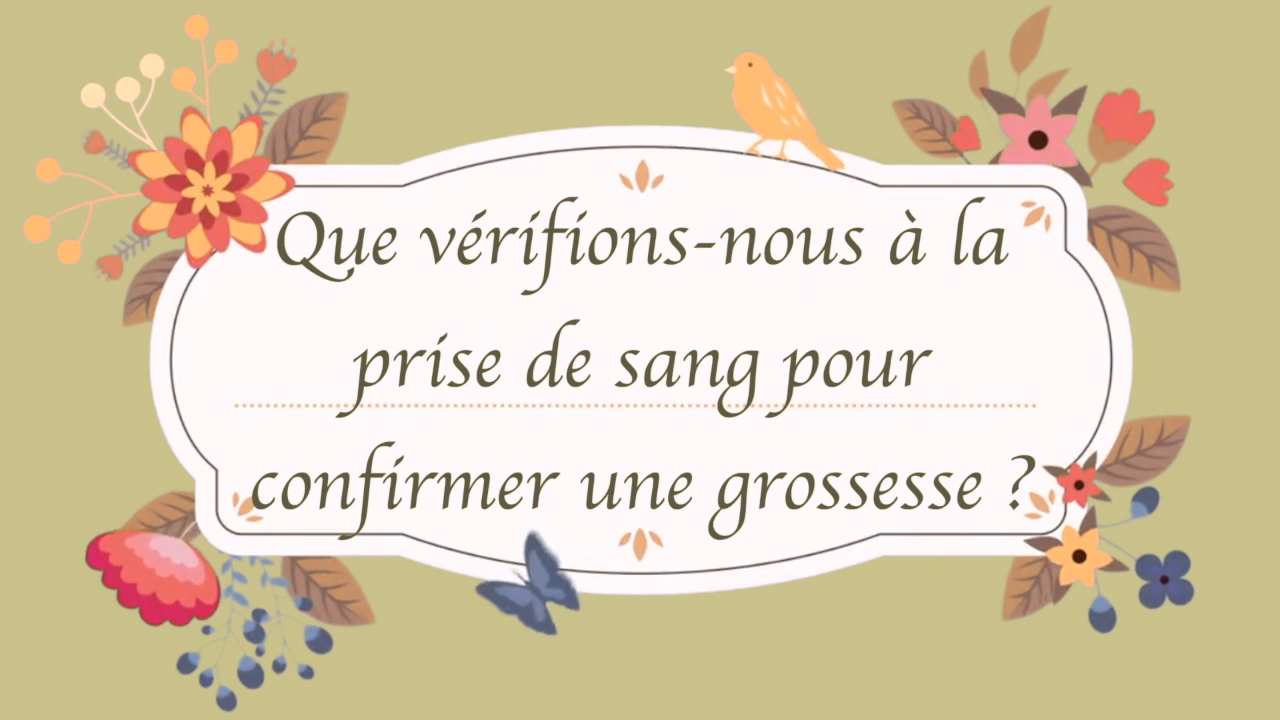 Que vérifions-nous à la
prise de sang pour
confirmer une grossesse ?